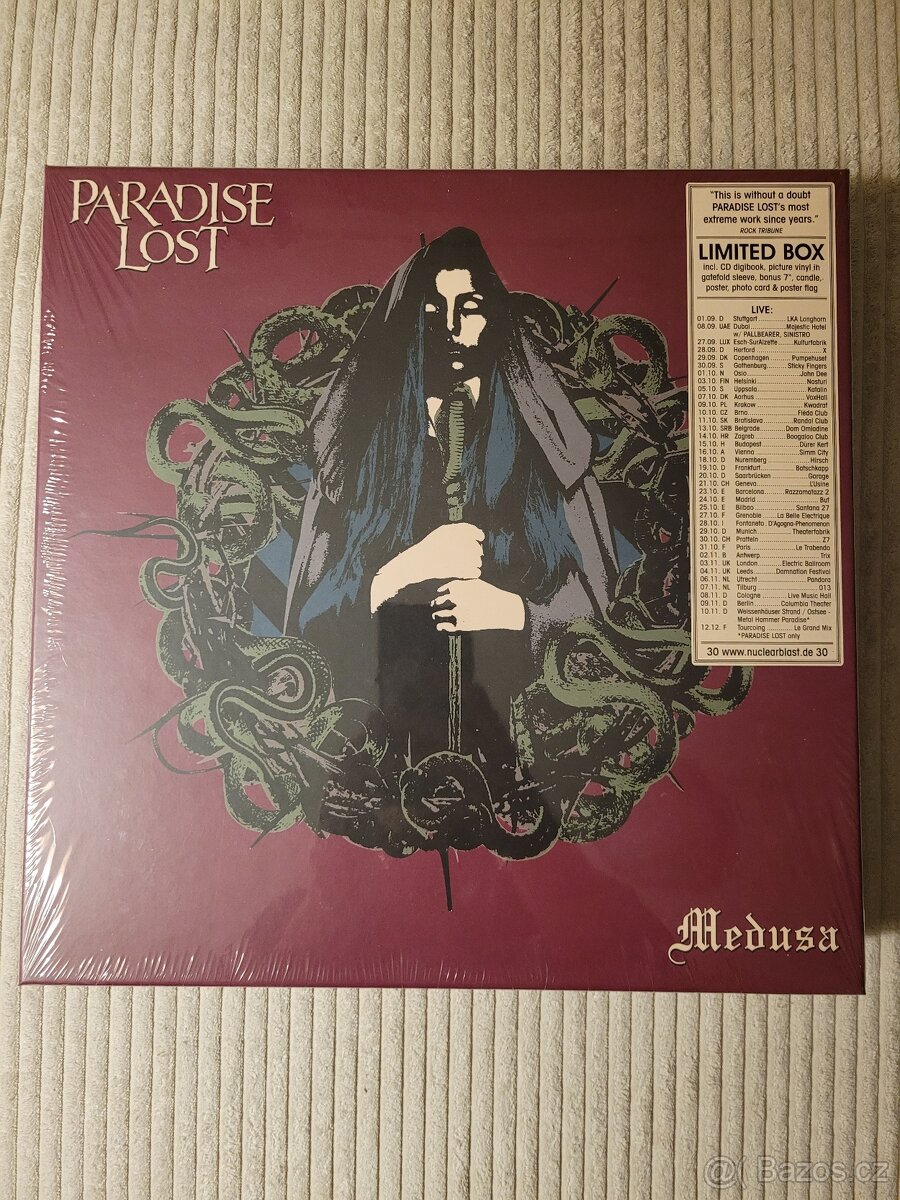 PARADISE
LOST
"This is without a doubt
PARADISE LOST's most
extreme work since years."
ROCK TRIBUNE
LIMITED BOX
incl. CD digibook, picture vinyl in
gatefold sleeve, bonus 7", candle,
poster, photo card & poster flag
LIVE:
01.09. D Stuttgart ........ LKA Longhorn
08.09. UAE Dubai ........ Majestic Hotel
w/ PALLBEARER, SINISTRO
27.09. LUX Esch-SurAlzette ........ Kulturfabrik
28.09. D Herford ........ X
29.09. DK Copenhagen ........ Pumpehuset
30.09. S Gothenburg ........ Sticky Fingers
01.10. N Oslo ........ John Dee
03.10. FIN Helsinki ........ Nosturi
05.10. S Uppsala ........ Katalin
07.10. DK Aarhus ........ VoxHall
09.10. PL Krakow ........ Kwadrat
10.10. CZ Brno ........ Fléda Club
11.10. SK Bratislava ........ Randal Club
13.10. SRB Belgrade ........ Dom Omladine
14.10. HR Zagreb ........ Boogaloo Club
15.10. H Budapest ........ Dürer Kert
16.10. A Vienna ........ Simm City
18.10. D Nuremberg ........ Hirsch
19.10. D Frankfurt ........ Batschkapp
20.10. D Saarbrücken ........ Garage
21.10. CH Geneva ........ L'Usine
23.10. E Barcelona ........ Razzamatazz 2
24.10. E Madrid ........ But
25.10. E Bilbao ........ Santana 27
27.10. F Grenoble ........ La Belle Electrique
28.10. I Fontaneto . D'Agogna-Phenomenon
29.10. D Munich ........ Theaterfabrik
30.10. CH Pratteln ........ Z7
31.10. F Paris ........ Le Trabendo
02.11. B Antwerp ........ Trix
03.11. UK London ........ Electric Ballroom
04.11. UK Leeds ........ Damnation Festival
06.11. NL Utrecht ........ Pandora
07.11. NL Tilburg ........ 013
08.11. D Cologne ........ Live Music Hall
09.11. D Berlin ........ Columbia Theater
10.11. D Weissenhäuser Strand / Ostsee -
Metal Hammer Paradise*
12.12. F Tourcoing ........ Le Grand Mix
*PARADISE LOST only
30 www.nuclearblast.de 30
Medusa
@( Bazos.cz